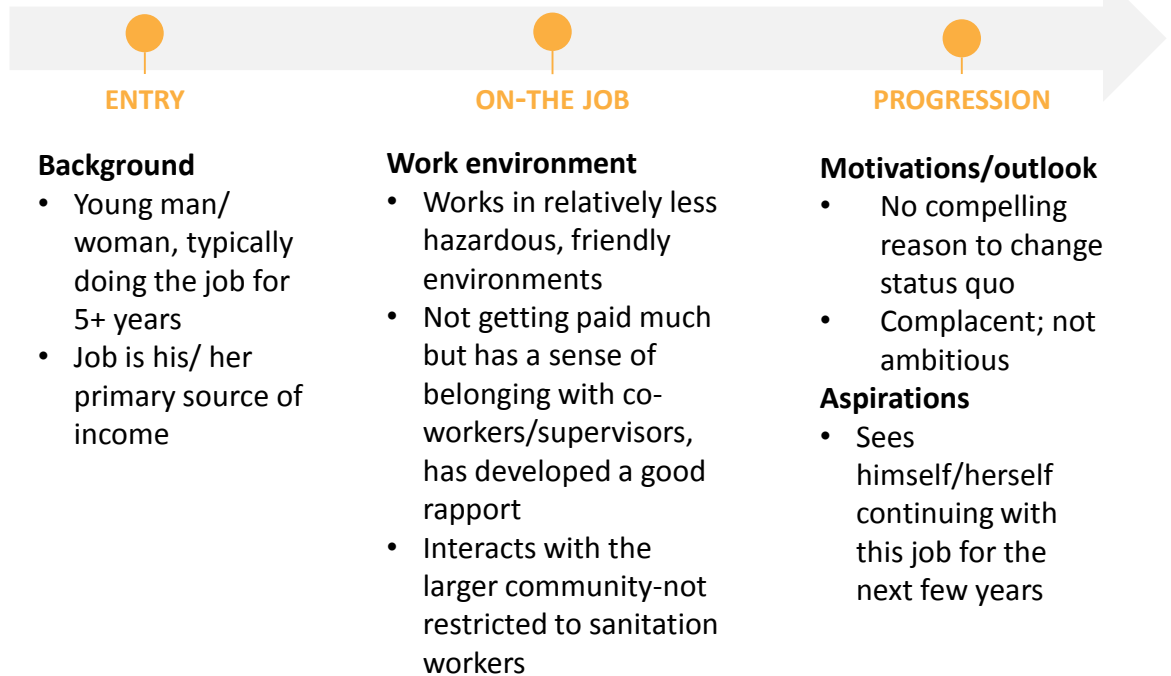 ENTRY
Background
• Young man/
woman, typically
doing the job for
5+ years
• Job is his/ her
primary source of
income
ON-THE JOB
Work environment
• Works in relatively less
hazardous, friendly
environments
• Not getting paid much
but has a sense of
belonging with co-
workers/supervisors,
has developed a good
rapport
• Interacts with the
larger community-not
restricted to sanitation
workers
PROGRESSION
Motivations/outlook
• No compelling
reason to change
status quo
• Complacent; not
ambitious
Aspirations
• Sees
himself/herself
continuing with
this job for the
next few years